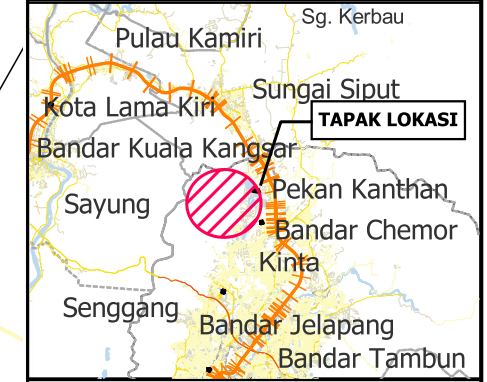 Sg. Kerbau
Pulau Kamiri
Sungai Siput
Kota Lama Kiri
TAPAK LOKASI
Bandar Kuala Kangsar
Pekan Kanthan
Sayung
Bandar Chemor
Kinta
Senggang
Bandar Jelapang
Bandar Tambun